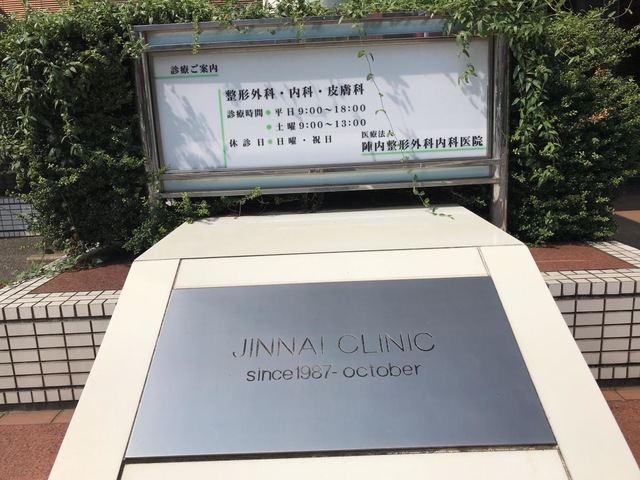 診療ご案内
整形外科・内科・皮膚科
診療時間 ● 平日9:00〜18:00
● 土曜9:00〜13:00
休診日 ● 日曜・祝日
医療法人
陣内整形外科内科医院
JINNAI CLINIC
since1987-october